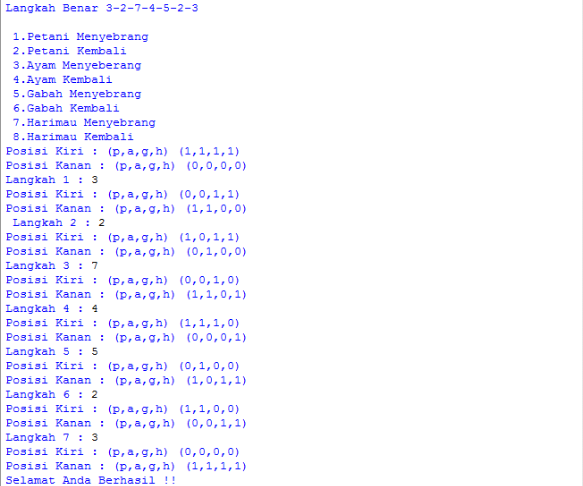 Langkah Benar 3-2-7-4-5-2-3
1.Petani Menyebrang
2.Petani Kembali
3.Ayam Menyeberang
4.Ayam Kembali
5.Gabah Menyebrang
6.Gabah Kembali
7.Harimau Menyebrang
8.Harimau Kembali
Posisi Kiri : (p,a,g,h) (1,1,1,1)
Posisi Kanan : (p,a,g,h) (0,0,0,0)
Langkah 1 : 3
Posisi Kiri : (p,a,g,h) (0,0,1,1)
Posisi Kanan : (p,a,g,h) (1,1,0,0)
Langkah 2 : 2
Posisi Kiri : (p,a,g,h) (1,0,1,1)
Posisi Kanan : (p,a,g,h) (0,1,0,0)
Langkah 3 : 7
Posisi Kiri : (p,a,g,h) (0,0,1,0)
Posisi Kanan : (p,a,g,h) (1,1,0,1)
Langkah 4 : 4
Posisi Kiri : (p,a,g,h) (1,1,1,0)
Posisi Kanan : (p,a,g,h) (0,0,0,1)
Langkah 5 : 5
Posisi Kiri : (p,a,g,h) (0,1,0,0)
Posisi Kanan : (p,a,g,h) (1,0,1,1)
Langkah 6 : 2
Posisi Kiri : (p,a,g,h) (1,1,0,0)
Posisi Kanan : (p,a,g,h) (0,0,1,1)
Langkah 7 : 3
Posisi Kiri : (p,a,g,h) (0,0,0,0)
Posisi Kanan : (p,a,g,h) (1,1,1,1)
Selamat Anda Berhasil !!